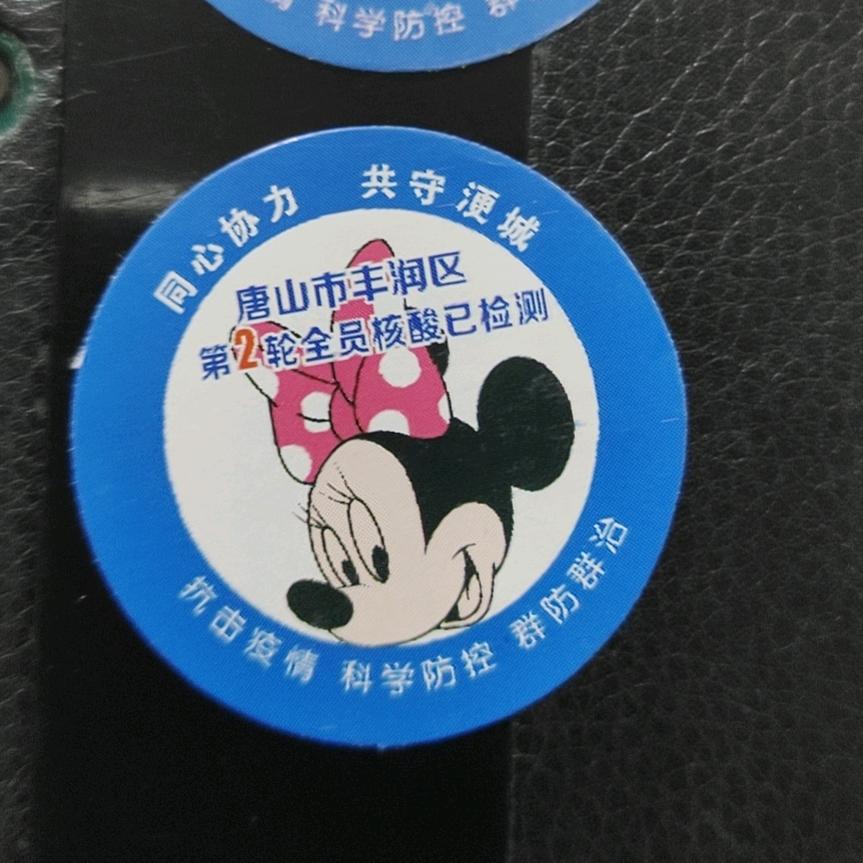 情 科学防控 群
同心协力 共守浭城
唐山市丰润区
第2轮全员核酸已检测
抗击疫情 科学防控 群防群治